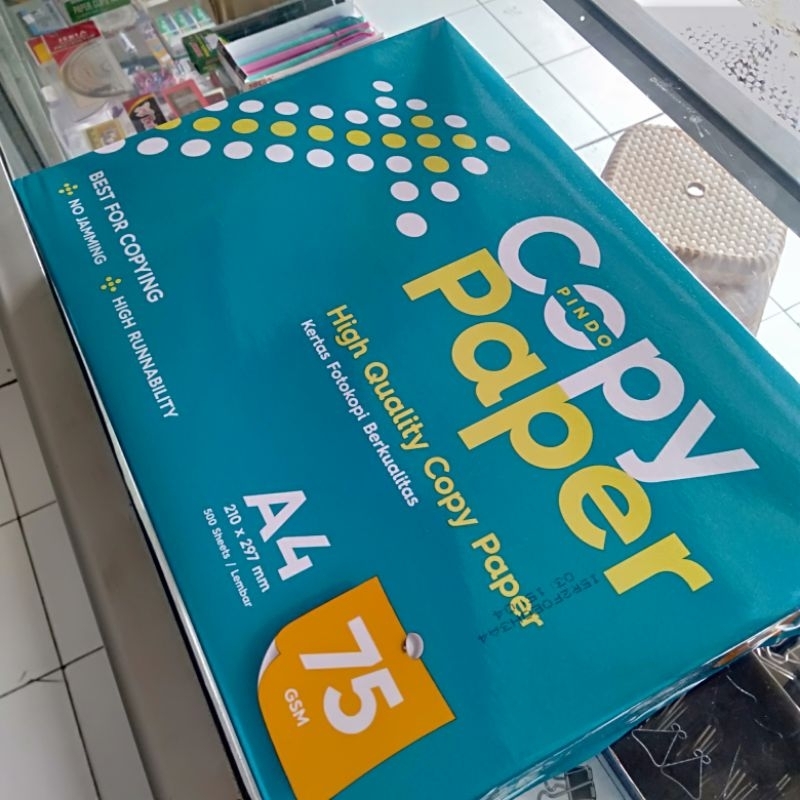 Copy
PINDO
Paper
High Quality Copy Paper
Kertas Fotokopi Berkualitas
BEST FOR COPYING
NO JAMMING
HIGH RUNNABILITY
A4
210 x 297 mm
500 Sheets / Lembar
75
GSM